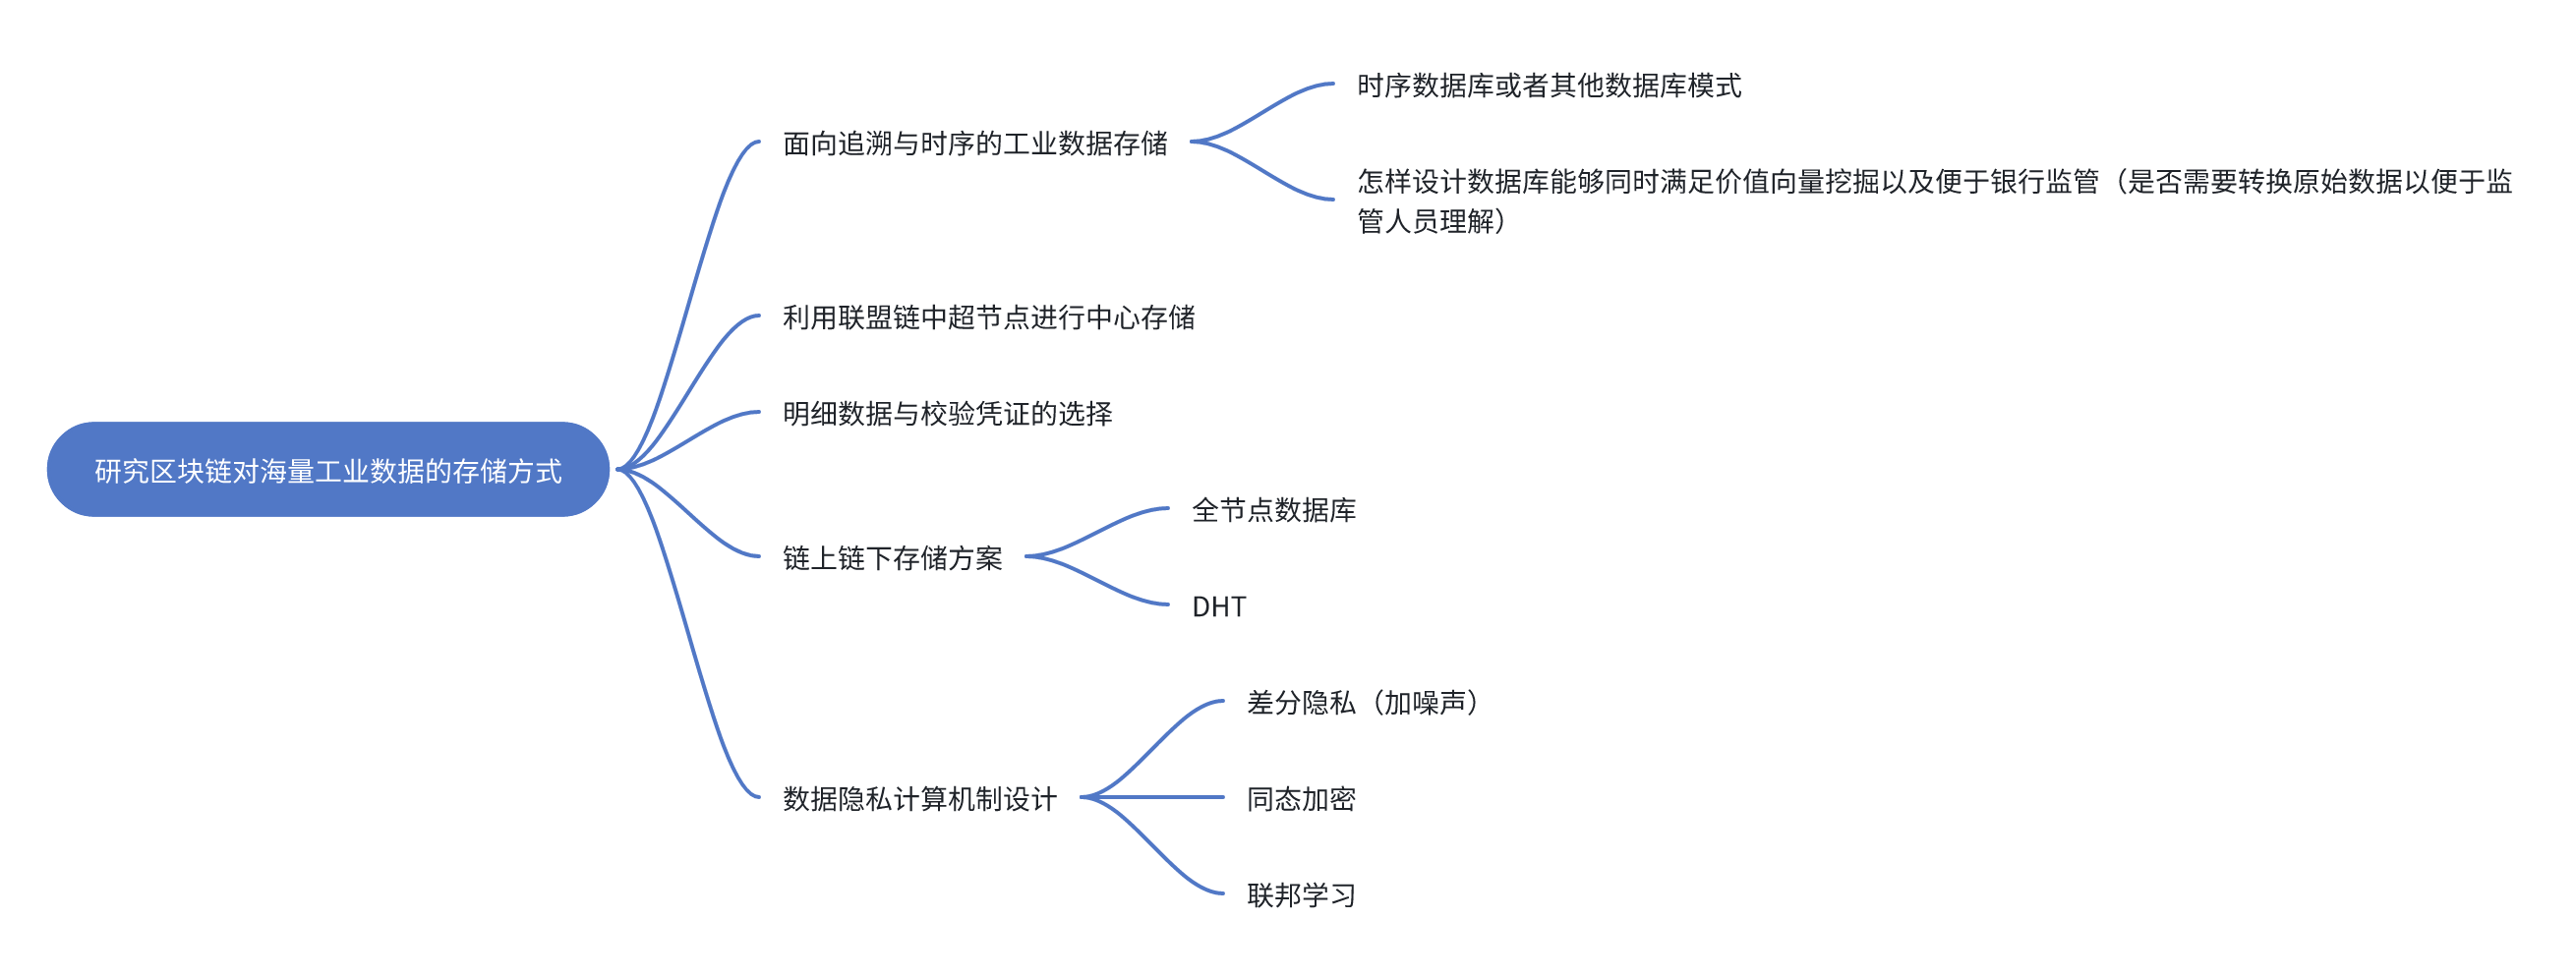 研究区块链对海量工业数据的存储方式
面向追溯与时序的工业数据存储
时序数据库或者其他数据库模式
怎样设计数据库能够同时满足价值向量挖掘以及便于银行监管（是否需要转换原始数据以便于监
管人员理解）
利用联盟链中超节点进行中心存储
明细数据与校验凭证的选择
链上链下存储方案
全节点数据库
DHT
数据隐私计算机制设计
差分隐私（加噪声）
同态加密
联邦学习